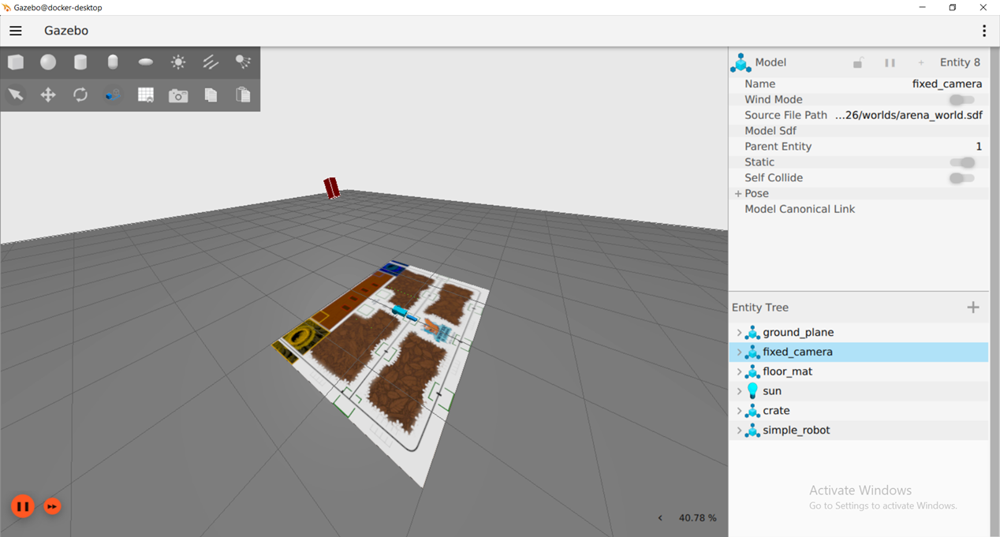 Gazebo@docker-desktop
Gazebo
Model
Entity 8
Name fixed_camera
Wind Mode
Source File Path ...26/worlds/arena_world.sdf
Model Sdf
Parent Entity 1
Static
Self Collide
+ Pose
Model Canonical Link
Entity Tree
ground_plane
fixed_camera
floor_mat
sun
crate
simple_robot
Activate Windows
Go to Settings to activate Windows.
40.78 %